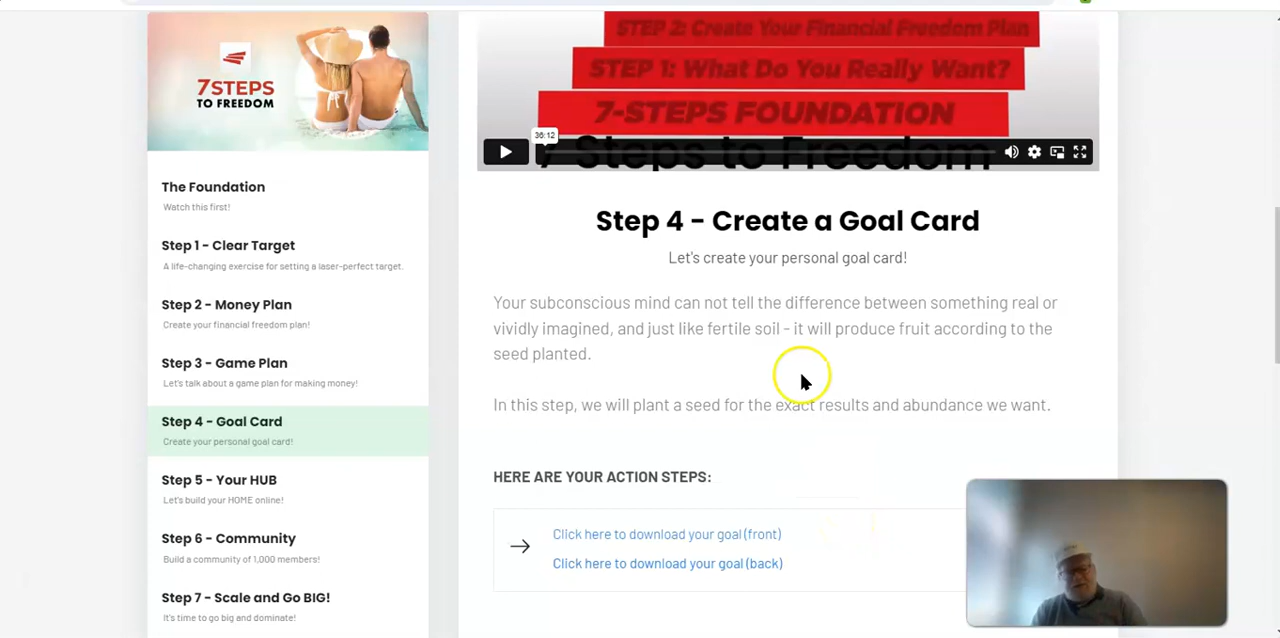 7STEPS
TO FREEDOM
The Foundation
Watch this first!
Step 1 - Clear Target
A life-changing exercise for setting a laser-perfect target.
Step 2 - Money Plan
Create your financial freedom plan!
Step 3 - Game Plan
Let's talk about a game plan for making money!
Step 4 - Goal Card
Create your personal goal card!
Step 5 - Your HUB
Let's build your HOME online!
Step 6 - Community
Build a community of 1,000 members!
Step 7 - Scale and Go BIG!
It's time to go big and dominate!
STEP 2: Create Your Financial Freedom Plan
STEP 1: What Do You Really Want?
7-STEPS FOUNDATION
36:12
7 Steps to Freedom
Step 4 - Create a Goal Card
Let's create your personal goal card!
Your subconscious mind can not tell the difference between something real or
vividly imagined, and just like fertile soil - it will produce fruit according to the
seed planted.
In this step, we will plant a seed for the exact results and abundance we want.
HERE ARE YOUR ACTION STEPS:
Click here to download your goal (front)
Click here to download your goal (back)